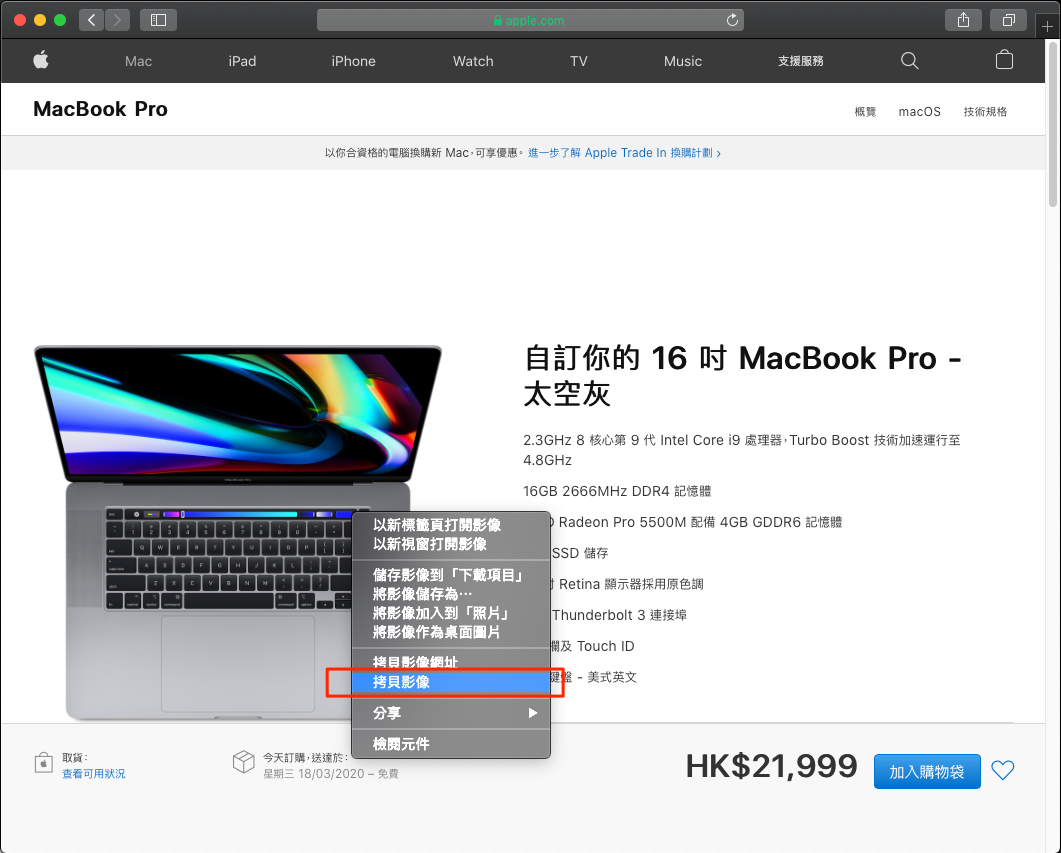 apple.com
Mac
iPad
iPhone
Watch
TV
Music
支援服務
MacBook Pro
概覽
macOS
技術規格
以你合資格的電腦換購新 Mac，可享優惠。進一步了解 Apple Trade In 換購計劃 ›
自訂你的 16 吋 MacBook Pro -
太空灰
2.3GHz 8 核心第 9 代 Intel Core i9 處理器，Turbo Boost 技術加速運行至
4.8GHz
16GB 2666MHz DDR4 記憶體
Radeon Pro 5500M 配備 4GB GDDR6 記憶體
SSD 儲存
Retina 顯示器採用原色調
Thunderbolt 3 連接埠
欄及 Touch ID
鍵盤 - 美式英文
MacBook Pro
以新標籤頁打開影像
以新視窗打開影像
儲存影像到「下載項目」
將影像儲存為⋯
將影像加入到「照片」
將影像作為桌面圖片
拷貝影像網址
拷貝影像
分享
檢閱元件
取貨：
查看可用狀況
今天訂購，送達於：
星期三 18/03/2020 – 免費
HK$21,999
加入購物袋